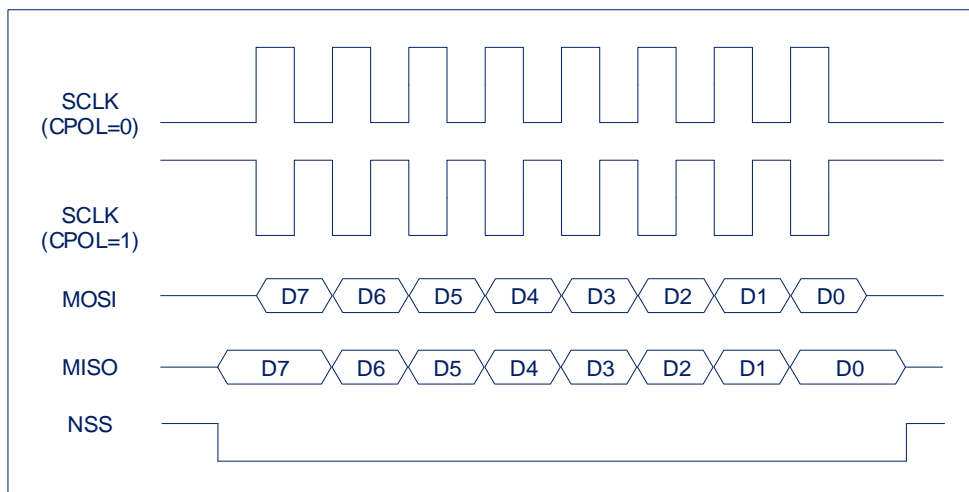 SCLK
(CPOL=0)
SCLK
(CPOL=1)
MOSI D7 D6 D5 D4 D3 D2 D1 D0
MISO D7 D6 D5 D4 D3 D2 D1 D0
NSS